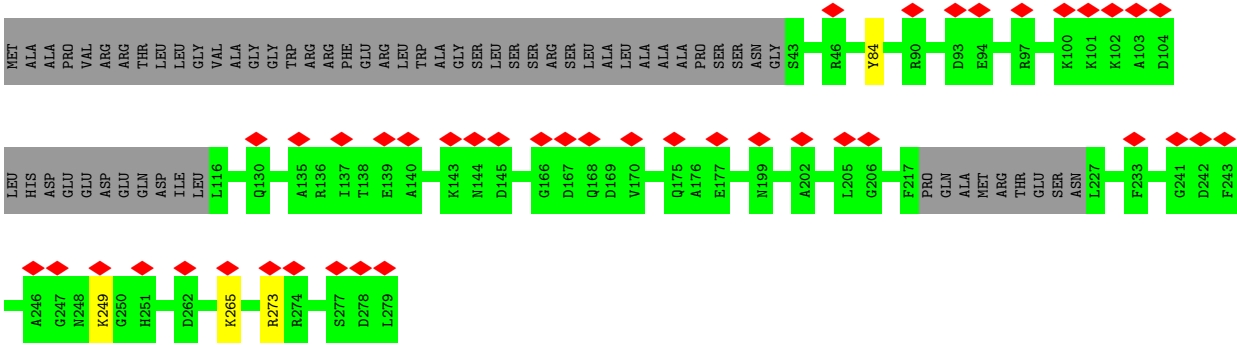 MET ALA ALA PRO VAL ARG ARG THR LEU LEU GLY VAL ALA GLY GLY TRP ARG ARG PHE GLU ARG LEU TRP ALA GLY SER LEU SER SER ARG SER LEU ALA LEU ALA ALA ALA PRO SER SER ASN GLY S43 R46 Y84 R90 D93 E94 R97 K100 K101 K102 A103 D104
LEU HIS ASP GLU GLU ASP GLU GLN ASP ILE LEU L116 Q130 A135 R136 I137 T138 E139 A140 K143 N144 D145 G166 D167 Q168 D169 V170 Q175 A176 E177 N199 A202 L205 G206 F217 PRO GLN ALA MET ARG THR GLU SER ASN L227 F233 G241 D242 F243
A246 G247 N248 K249 G250 H251 D262 K265 R273 R274 S277 D278 L279